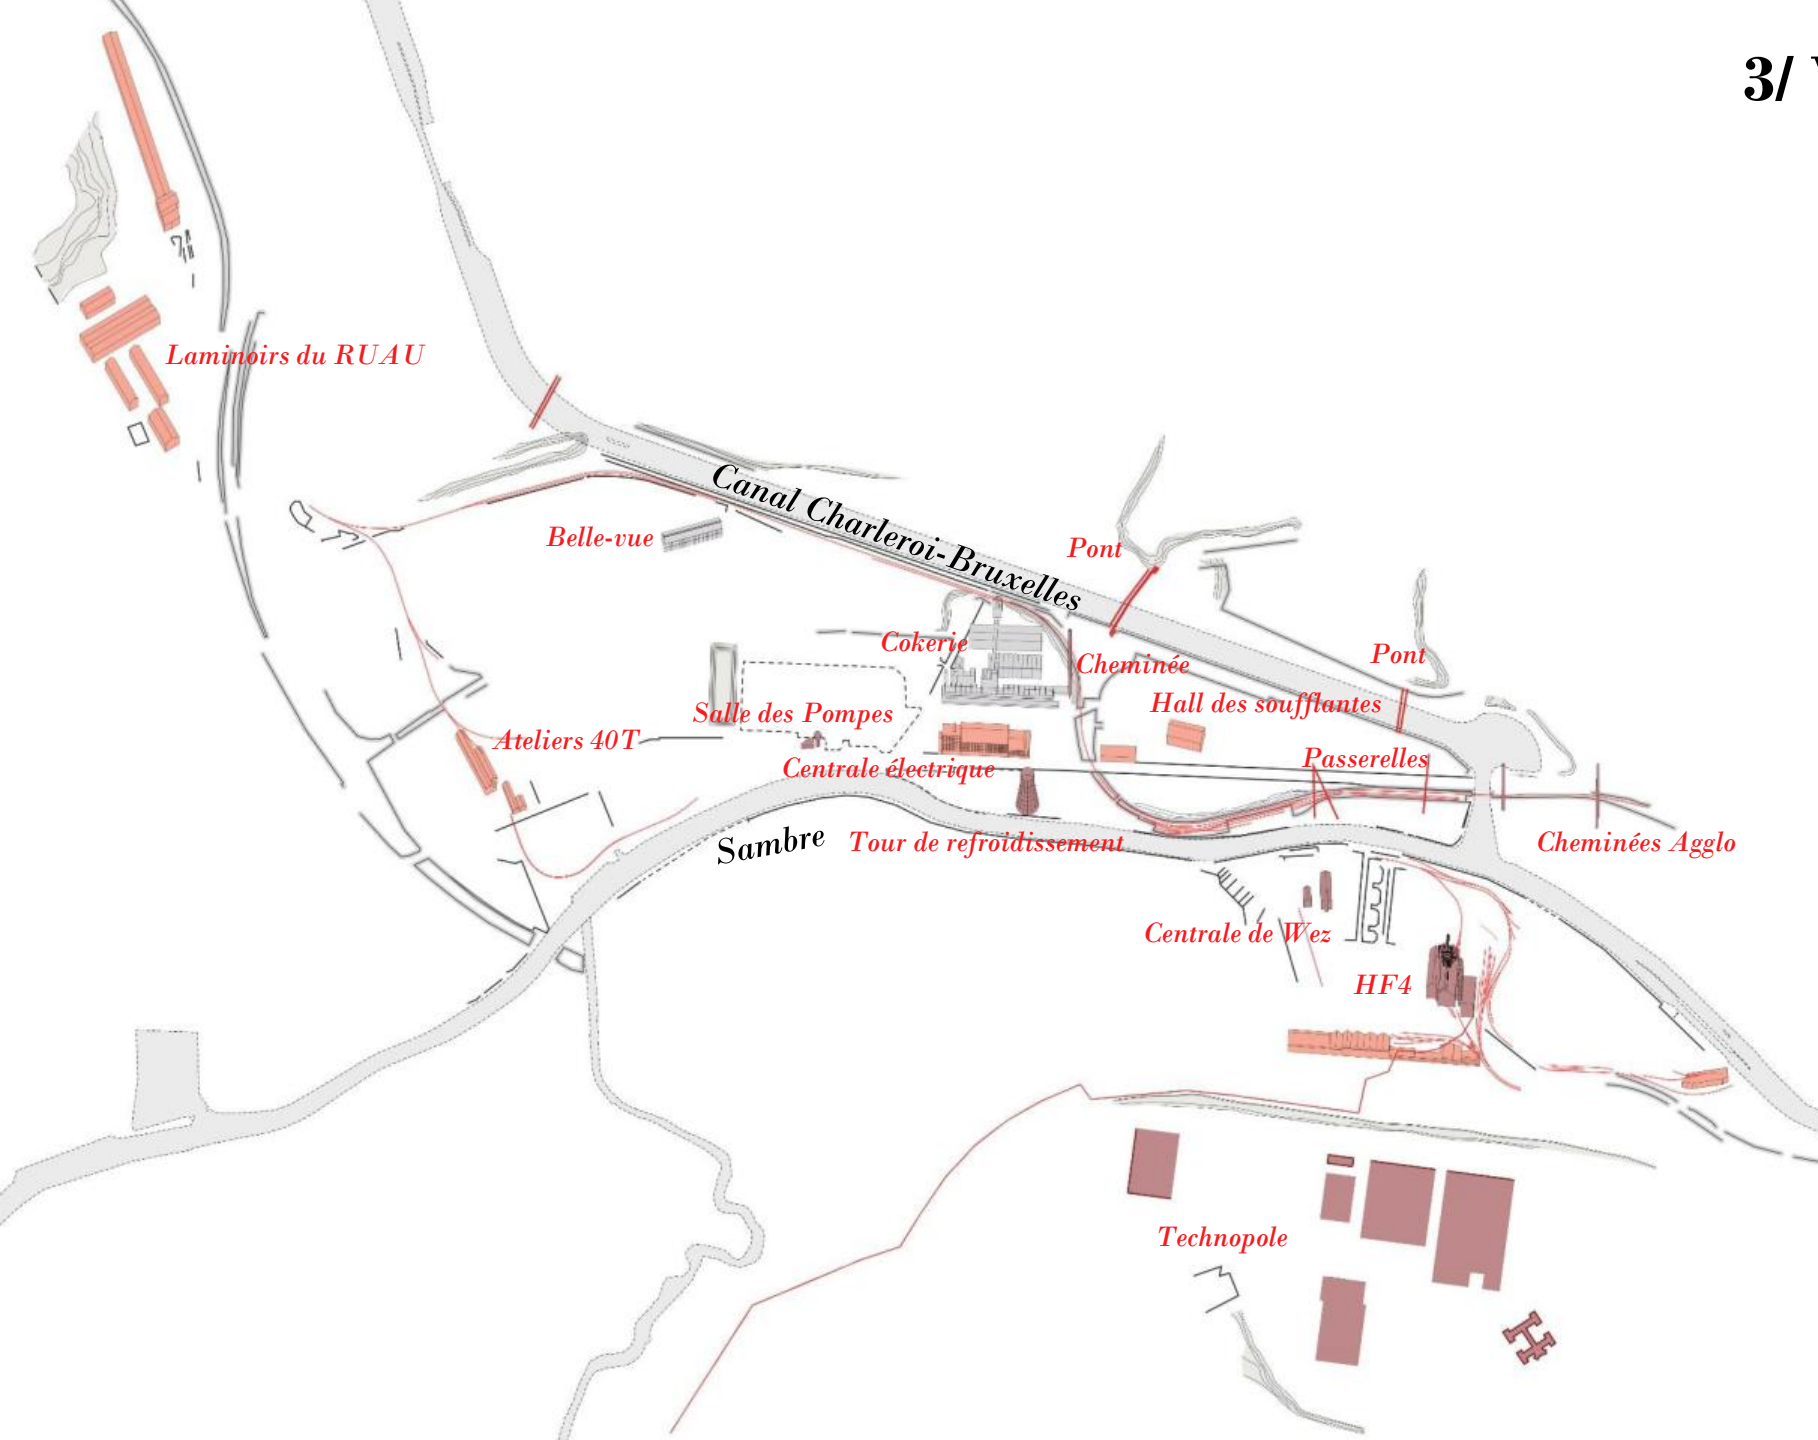 3/
Laminoirs du RUAU
Canal Charleroi-Bruxelles
Belle-vue
Pont
Cokerie
Cheminée
Pont
Hall des soufflantes
Salle des Pompes
Ateliers 40T
Passerelles
Centrale électrique
Sambre
Tour de refroidissement
Cheminées Agglo
Centrale de Wez
HF4
Technopole